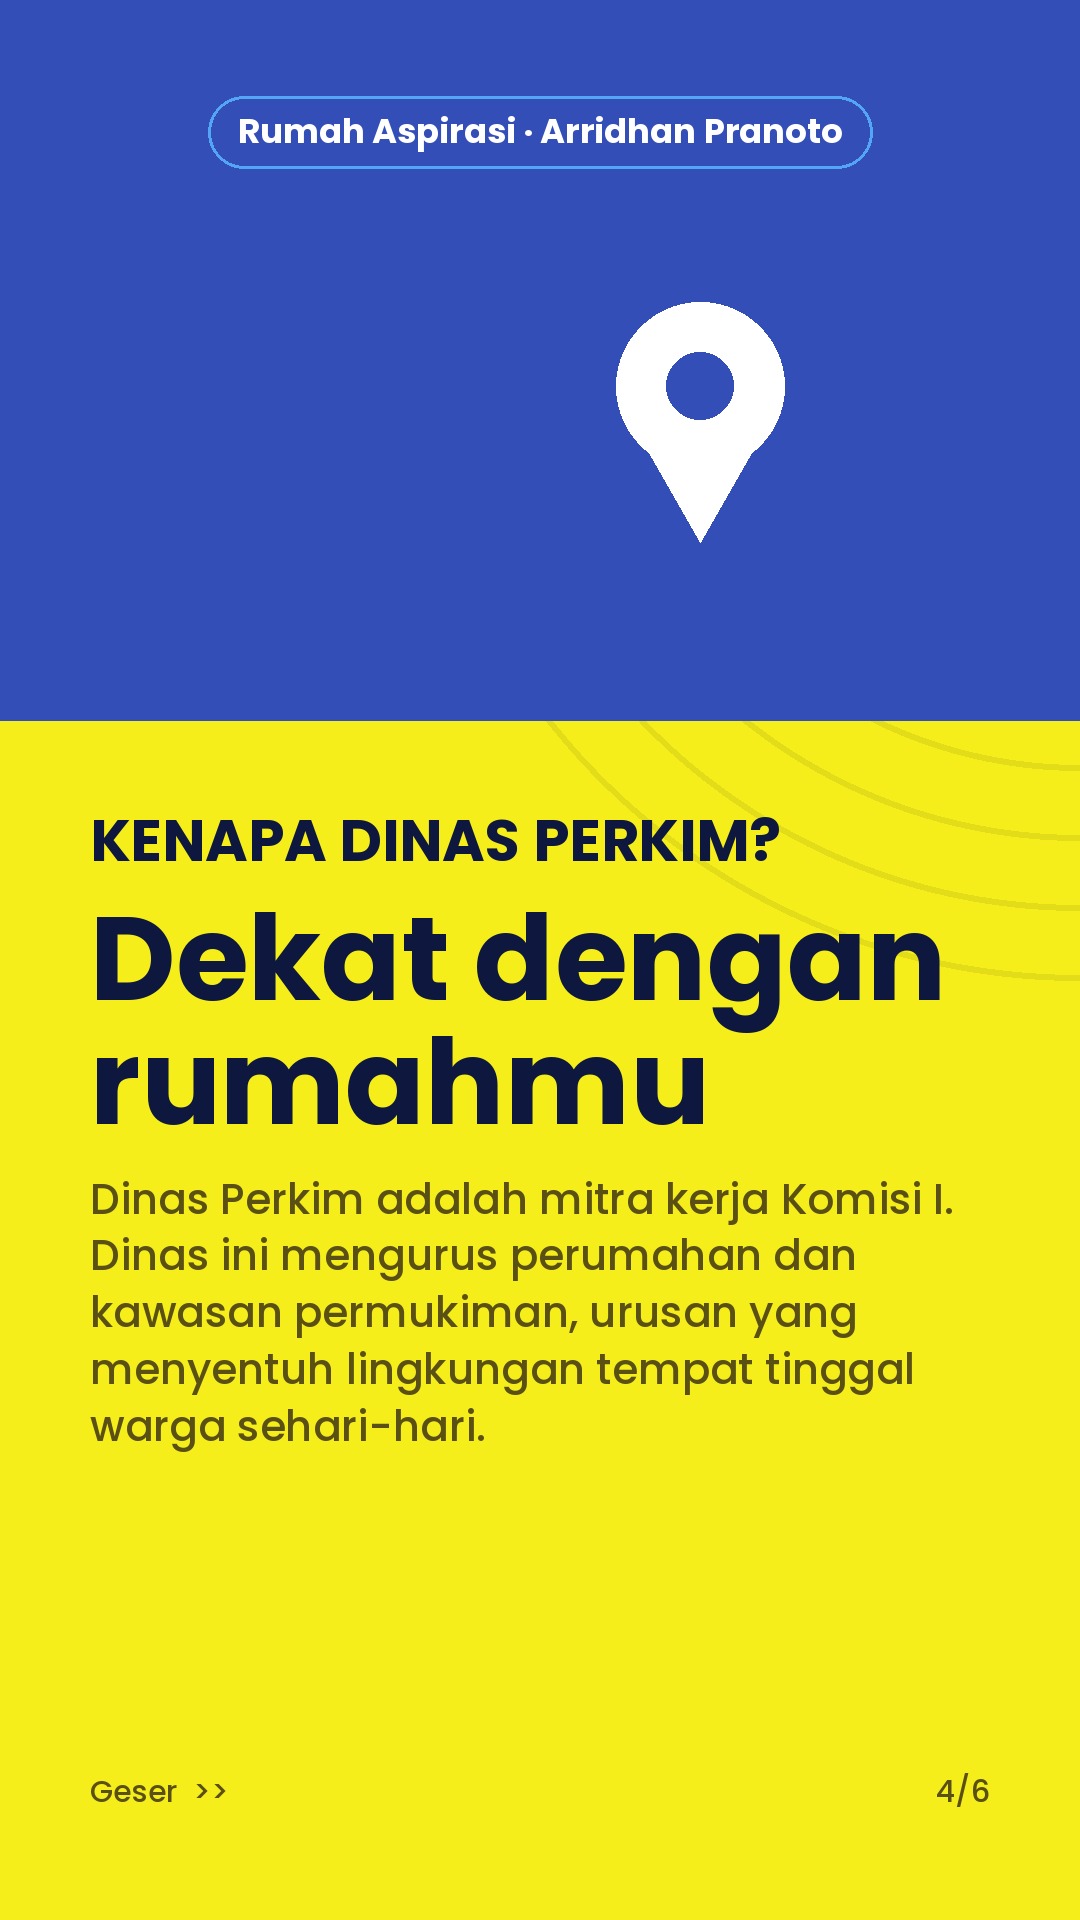 Rumah Aspirasi · Arridhan Pranoto
KENAPA DINAS PERKIM?
Dekat dengan
rumahmu
Dinas Perkim adalah mitra kerja Komisi I.
Dinas ini mengurus perumahan dan
kawasan permukiman, urusan yang
menyentuh lingkungan tempat tinggal
warga sehari-hari.
Geser >>
4/6